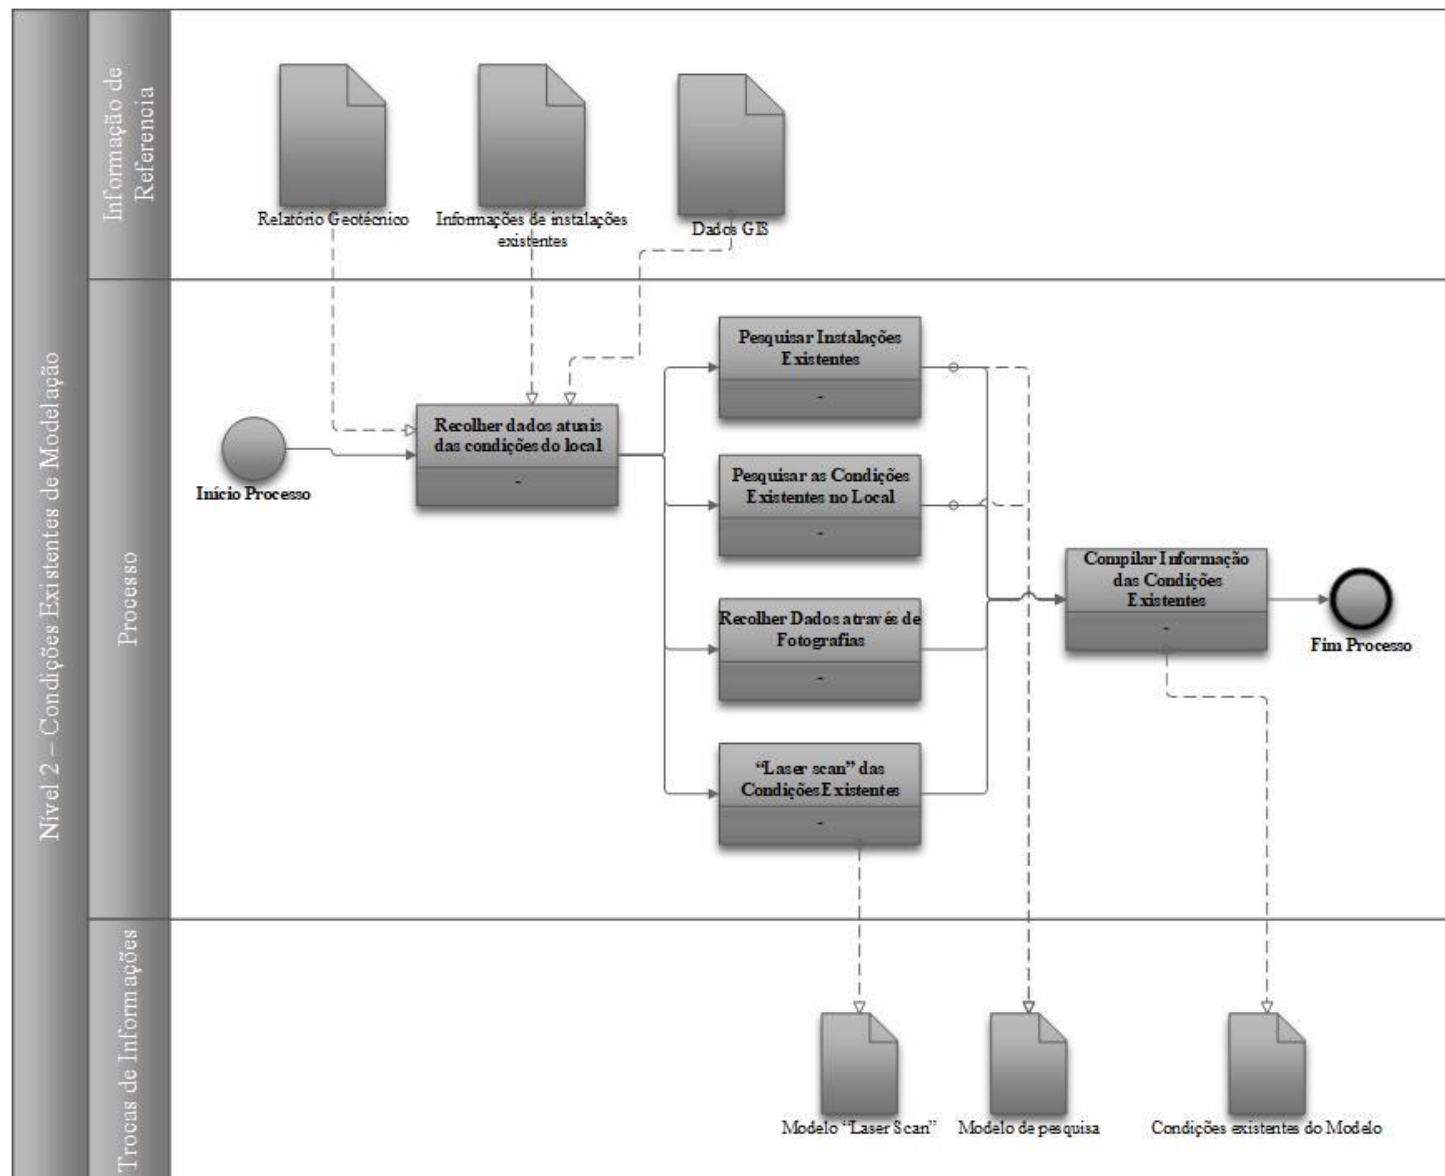 Nível 2 – Condições Existentes de Modelação
Informação de
Referencia
Relatório Geotécnico
Informações de instalações
existentes
Dados GIS
Processo
Início Processo
Recolher dados atuais
das condições do local
-
Pesquisar Instalações
Existentes
-
Pesquisar as Condições
Existentes no Local
-
Recolher Dados através de
Fotografias
-
“Laser scan” das
Condições Existentes
-
Compilar Informação
das Condições
Existentes
-
Fim Processo
Trocas de Informações
Modelo “Laser Scan”
Modelo de pesquisa
Condições existentes do Modelo